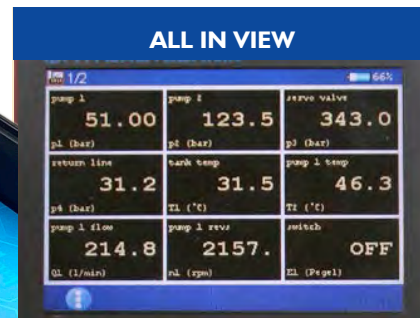 ALL IN VIEW
1/2 66%
pump 1 pump 2 servo valve
51.00 123.5 343.0
p1 (bar) p2 (bar) p3 (bar)
return line tank temp pump 1 temp
31.2 31.5 46.3
p4 (bar) T1 (°C) T2 (°C)
pump 1 flow pump 1 revs switch
214.8 2157. OFF
Q1 (l/min) n1 (rpm) E1 (Pegel)